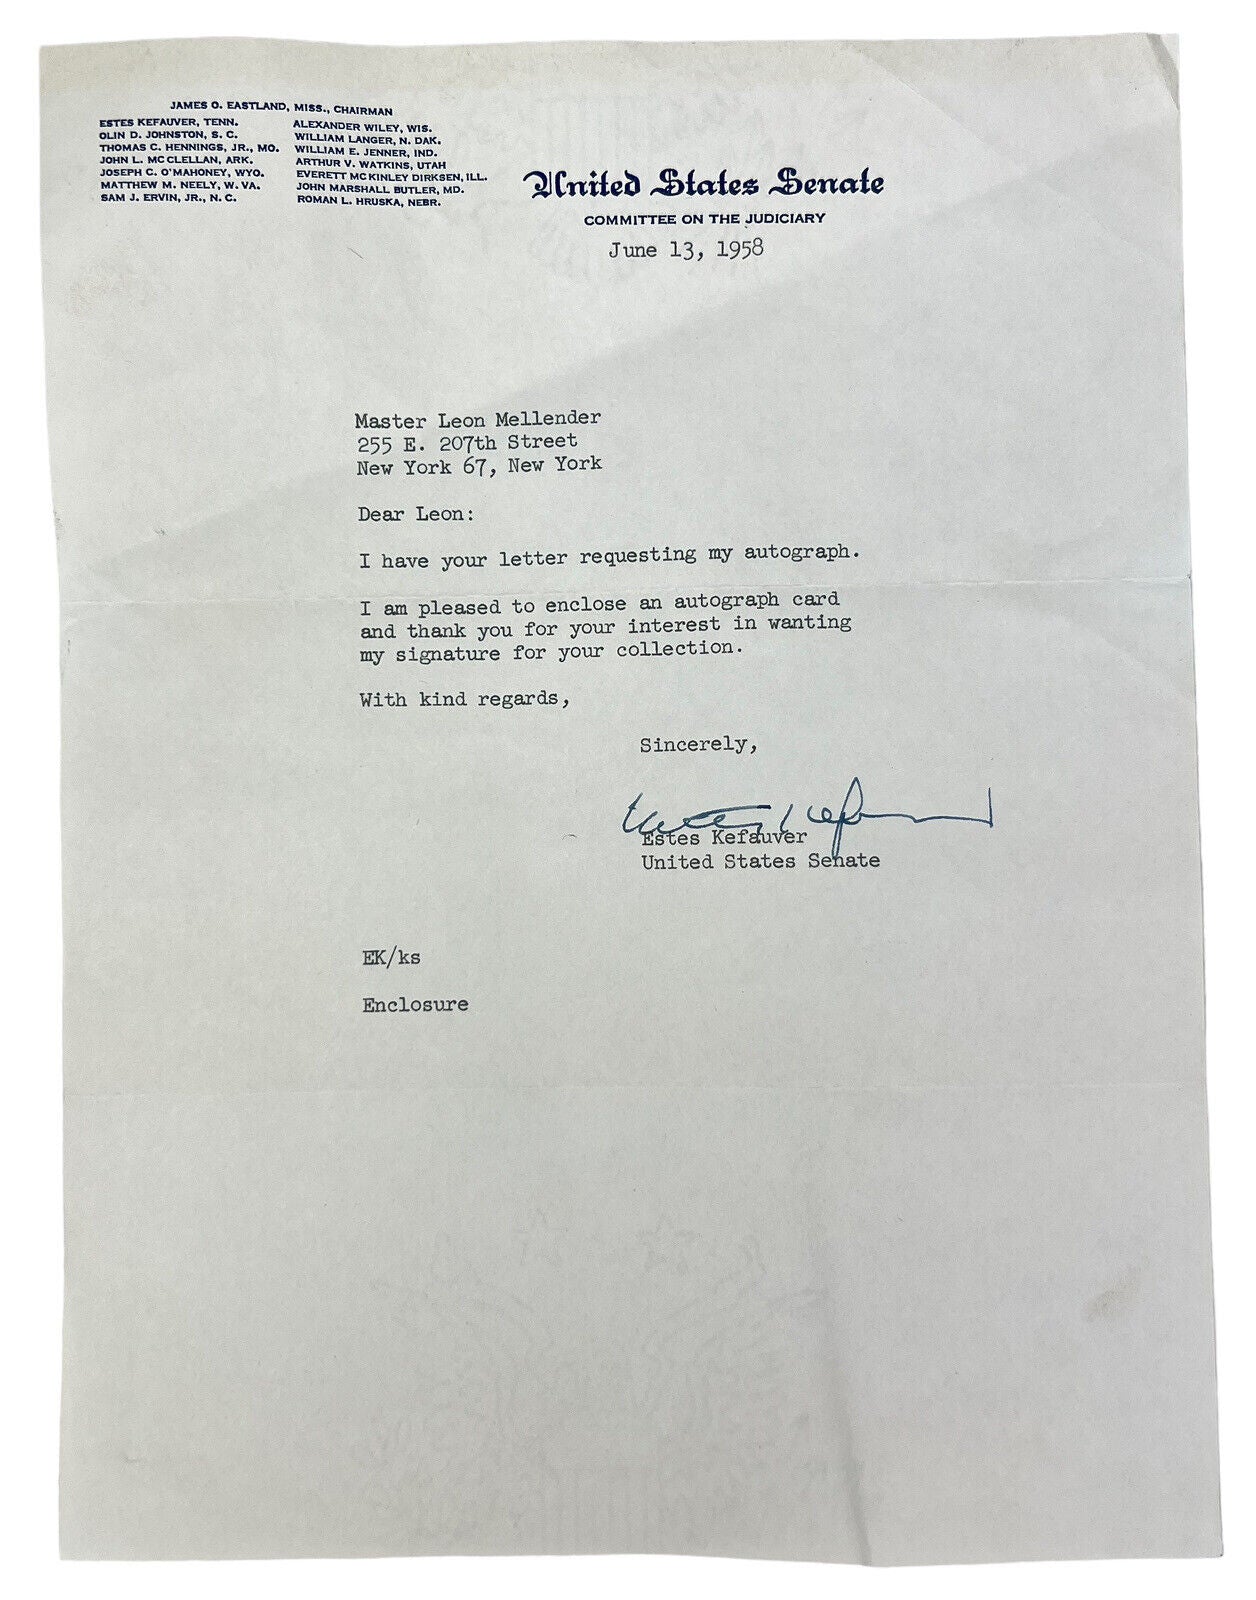 JAMES O. EASTLAND, MISS., CHAIRMAN
ESTES KEFAUVER, TENN.
OLIN D. JOHNSTON, S. C.
THOMAS C. HENNINGS, JR., MO.
JOHN L. MCCLELLAN, ARK.
JOSEPH C. O'MAHONEY, WYO.
MATTHEW M. NEELY, W. VA.
SAM J. ERVIN, JR., N. C.
ALEXANDER WILEY, WIS.
WILLIAM LANGER, N. DAK.
WILLIAM E. JENNER, IND.
ARTHUR V. WATKINS, UTAH
EVERETT MCKINLEY DIRKSEN, ILL.
JOHN MARSHALL BUTLER, MD.
ROMAN L. HRUSKA, NEBR.
United States Senate
COMMITTEE ON THE JUDICIARY
June 13, 1958
Master Leon Mellender
255 E. 207th Street
New York 67, New York
Dear Leon:
I have your letter requesting my autograph.
I am pleased to enclose an autograph card
and thank you for your interest in wanting
my signature for your collection.
With kind regards,
Sincerely,
Estes Kefauver
Estes Kefauver
United States Senate
EK/ks
Enclosure